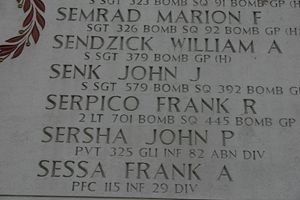 S SGT 323 BOMB SQ 91 BOMB GP (H)
SEMRAD MARION F
SGT 326 BOMB SQ 92 BOMB GP (H)
SENDZICK WILLIAM A
S SGT 379 BOMB GP (H)
SENK JOHN J
S SGT 579 BOMB SQ 392 BOMB GP (H)
SERPICO FRANK R
2 LT 701 BOMB SQ 445 BOMB GP
SERSHA JOHN P
PVT 325 GLI INF 82 ABN DIV
SESSA FRANK A
PFC 115 INF 29 DIV